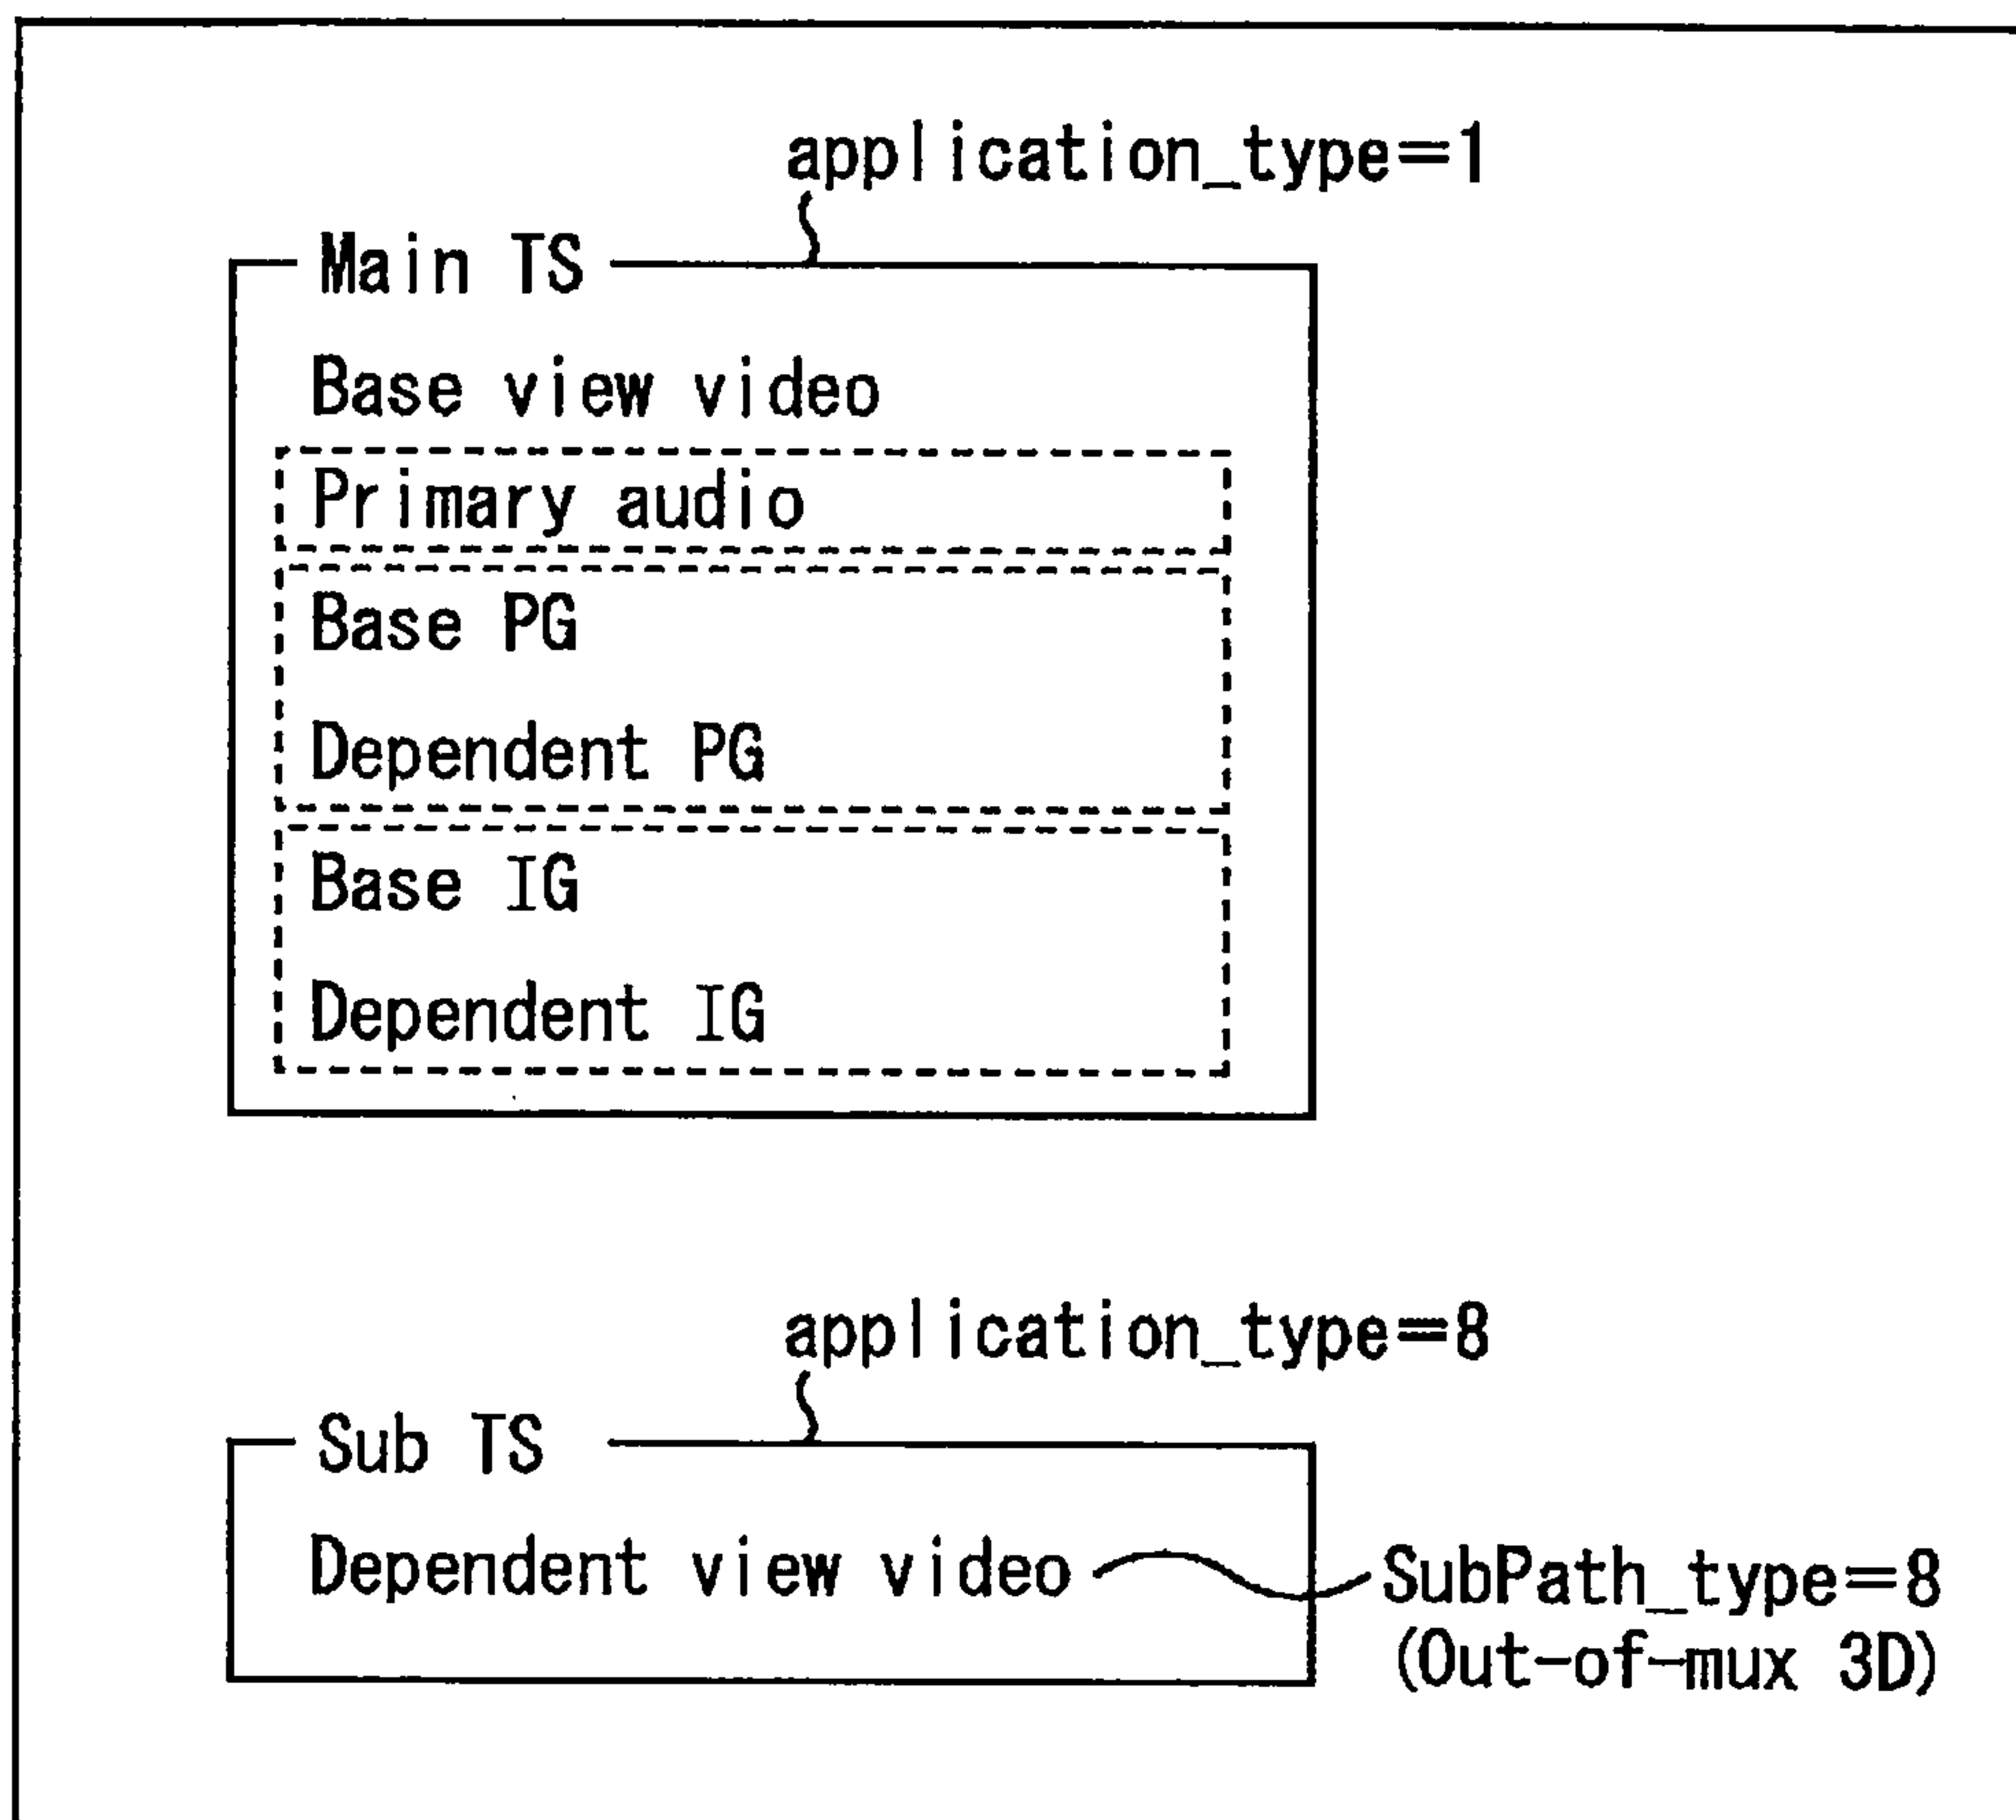 application_type=1
Main TS
Base view video
Primary audio
Base PG
Dependent PG
Base IG
Dependent IG
application_type=8
Sub TS
Dependent view video
SubPath_type=8
(Out-of-mux 3D)